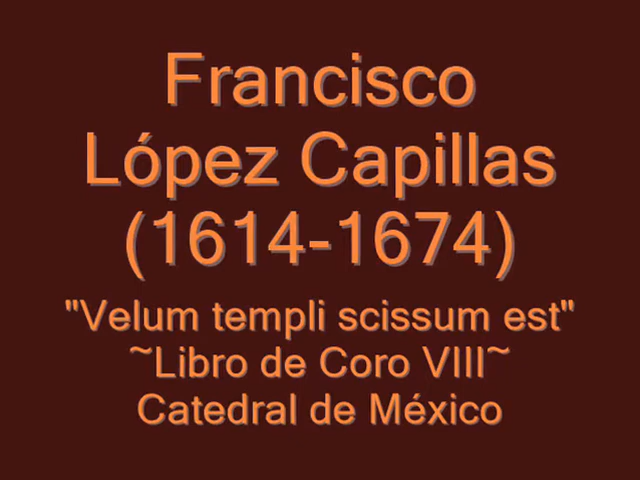 Francisco
López Capillas
(1614-1674)
"Velum templi scissum est"
~Libro de Coro VIII~
Catedral de México